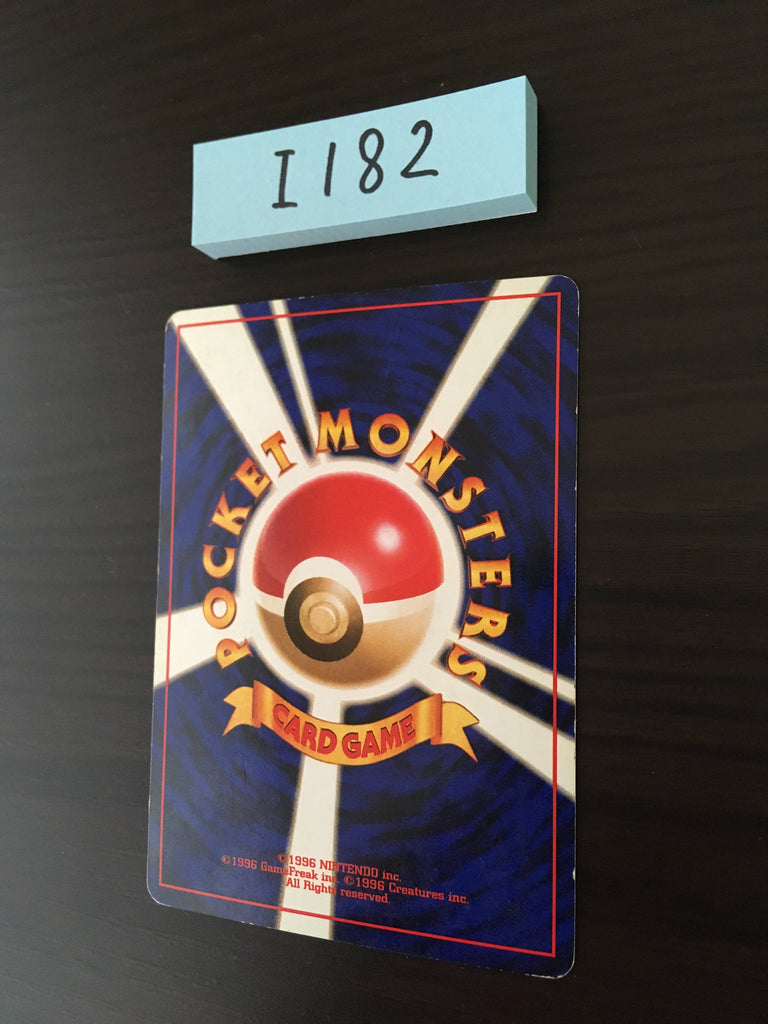 I182
POCKET MONSTERS
CARD GAME
©1996 NINTENDO inc.
©1996 GameFreak inc. ©1996 Creatures inc.
All Rights reserved.